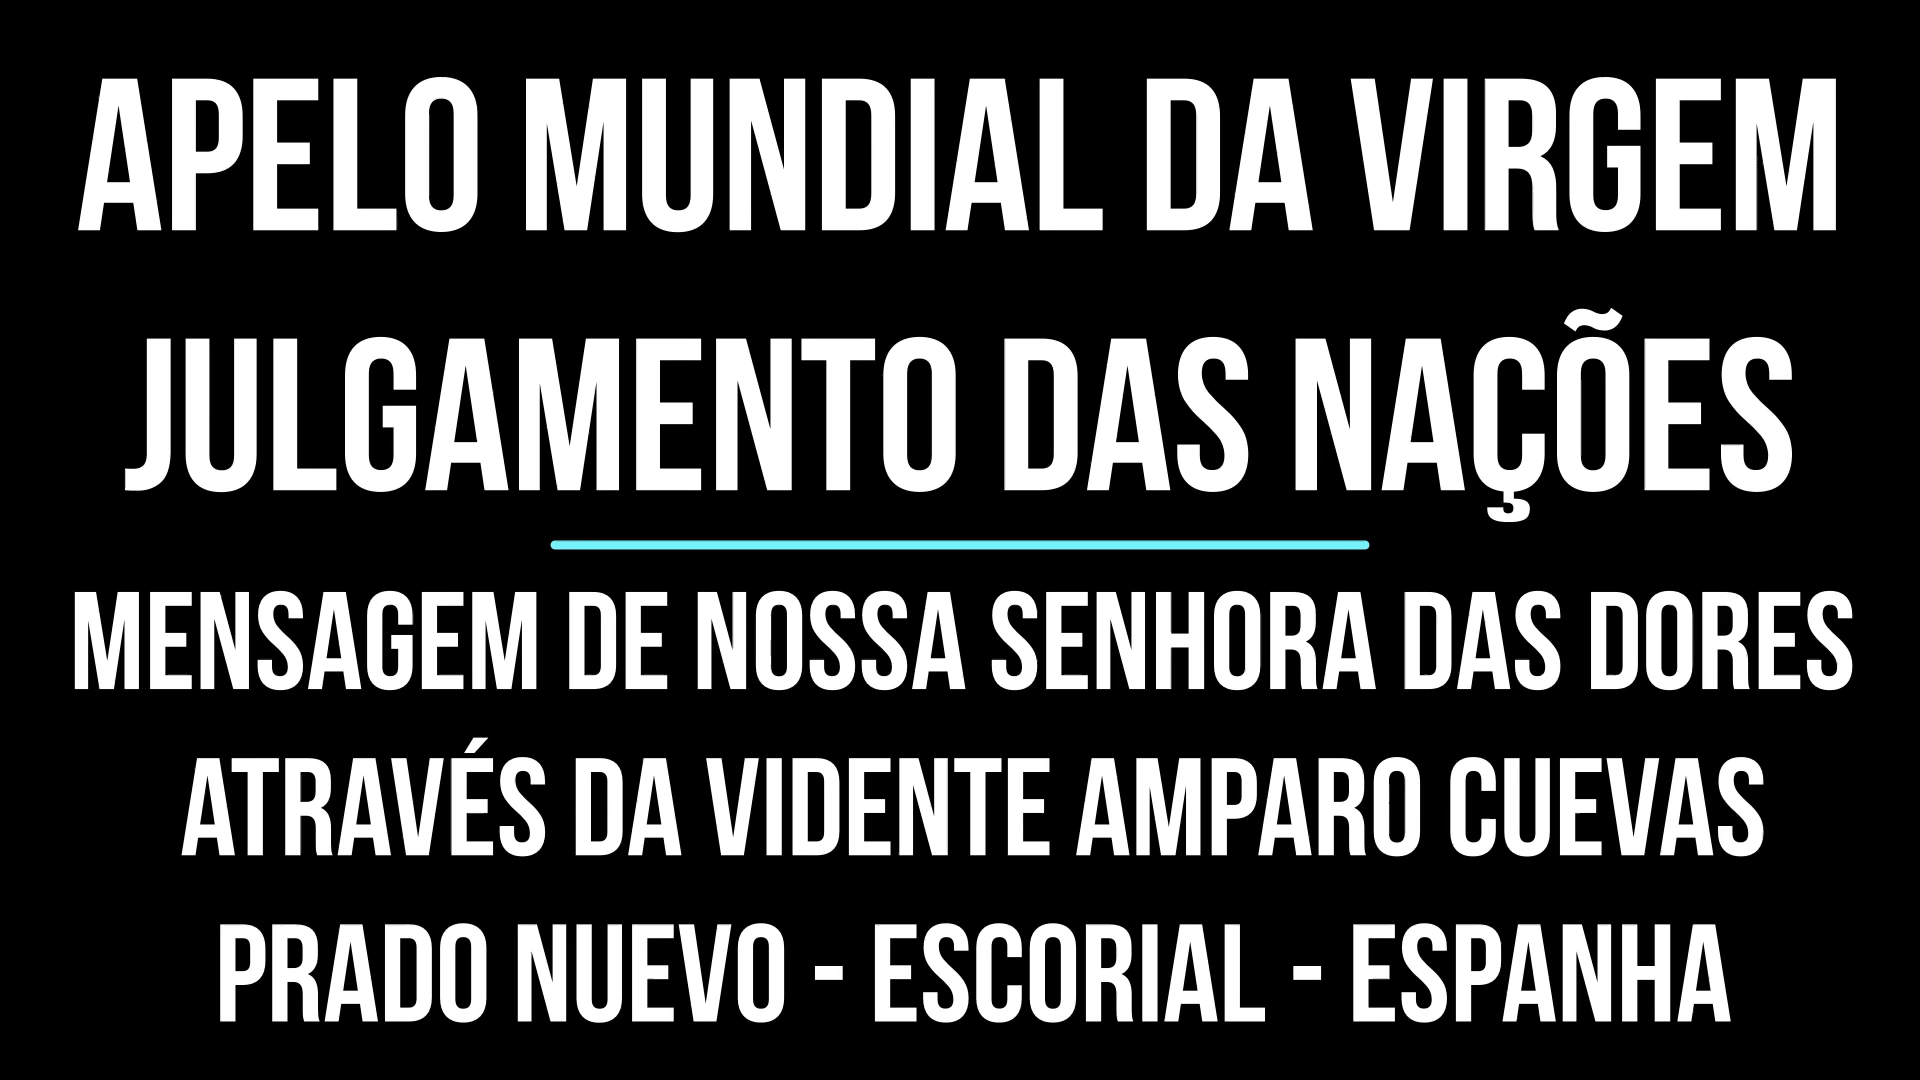 APELO MUNDIAL DA VIRGEM
JULGAMENTO DAS NAÇÕES
MENSAGEM DE NOSSA SENHORA DAS DORES
ATRAVÉS DA VIDENTE AMPARO CUEVAS
PRADO NUEVO - ESCORIAL - ESPANHA